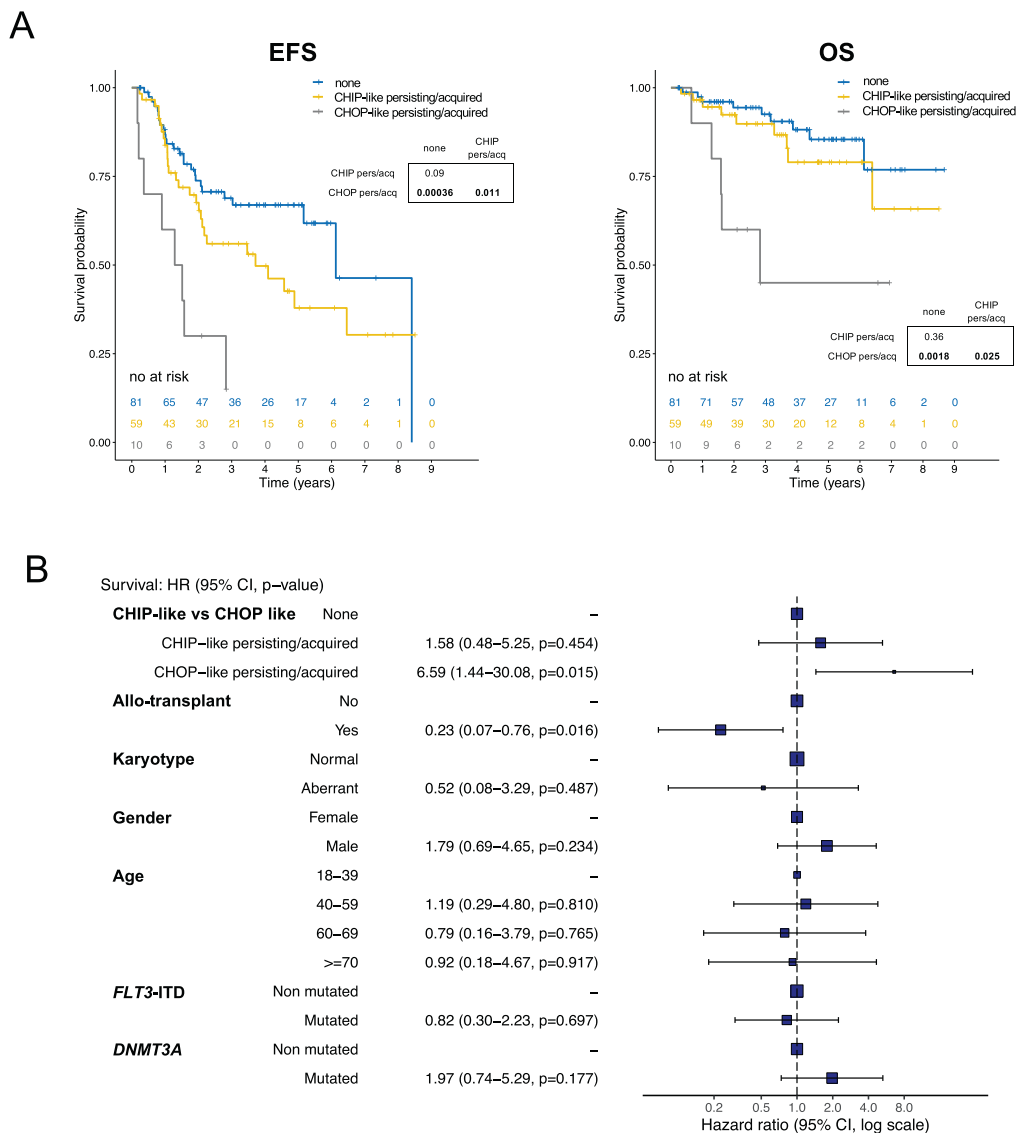 A
EFS
none
CHIP-like persisting/acquired
CHOP-like persisting/acquired
none CHIP pers/acq
CHIP pers/acq 0.09
CHOP pers/acq 0.00036 0.011
Survival probability
1.00
0.75
0.50
0.25
0.00
no at risk
81 65 47 36 26 17 4 2 1 0
59 43 30 21 15 8 6 4 1 0
10 6 3 0 0 0 0 0 0 0
0 1 2 3 4 5 6 7 8 9
Time (years)
OS
none
CHIP-like persisting/acquired
CHOP-like persisting/acquired
none CHIP pers/acq
CHIP pers/acq 0.36
CHOP pers/acq 0.0018 0.025
Survival probability
1.00
0.75
0.50
0.25
0.00
no at risk
81 71 57 48 37 27 11 6 2 0
59 49 39 30 20 12 8 4 1 0
10 9 6 2 2 2 2 0 0 0
0 1 2 3 4 5 6 7 8 9
Time (years)
B
Survival: HR (95% CI, p−value)
CHIP-like vs CHOP like None –
CHIP−like persisting/acquired 1.58 (0.48−5.25, p=0.454)
CHOP−like persisting/acquired 6.59 (1.44−30.08, p=0.015)
Allo-transplant No –
Yes 0.23 (0.07−0.76, p=0.016)
Karyotype Normal –
Aberrant 0.52 (0.08−3.29, p=0.487)
Gender Female –
Male 1.79 (0.69−4.65, p=0.234)
Age 18−39 –
40−59 1.19 (0.29−4.80, p=0.810)
60−69 0.79 (0.16−3.79, p=0.765)
>=70 0.92 (0.18−4.67, p=0.917)
FLT3-ITD Non mutated –
Mutated 0.82 (0.30−2.23, p=0.697)
DNMT3A Non mutated –
Mutated 1.97 (0.74−5.29, p=0.177)
0.2 0.5 1.0 2.0 8.0
Hazard ratio (95% CI, log scale)